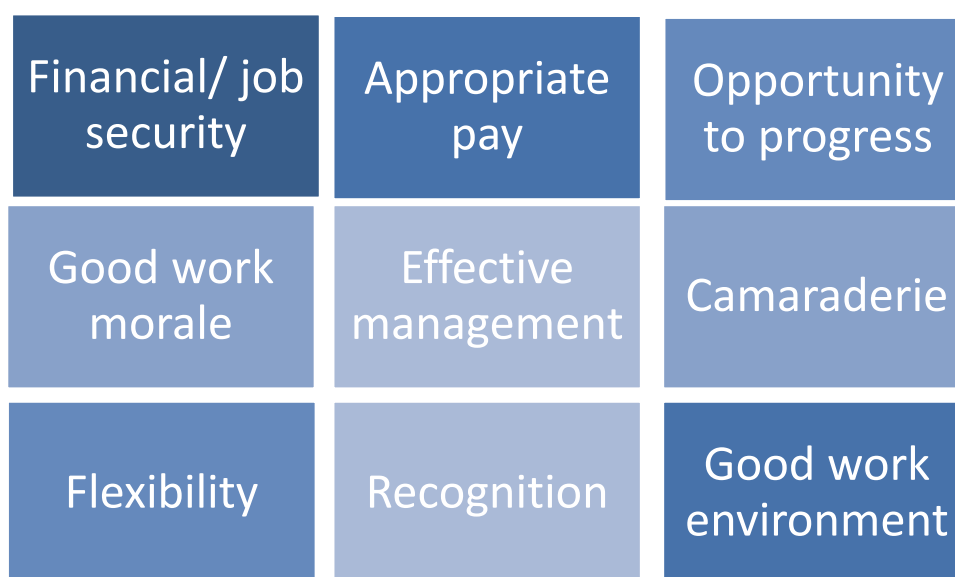 Financial/ job
security
Appropriate
pay
Opportunity
to progress
Good work
morale
Effective
management
Camaraderie
Flexibility
Recognition
Good work
environment